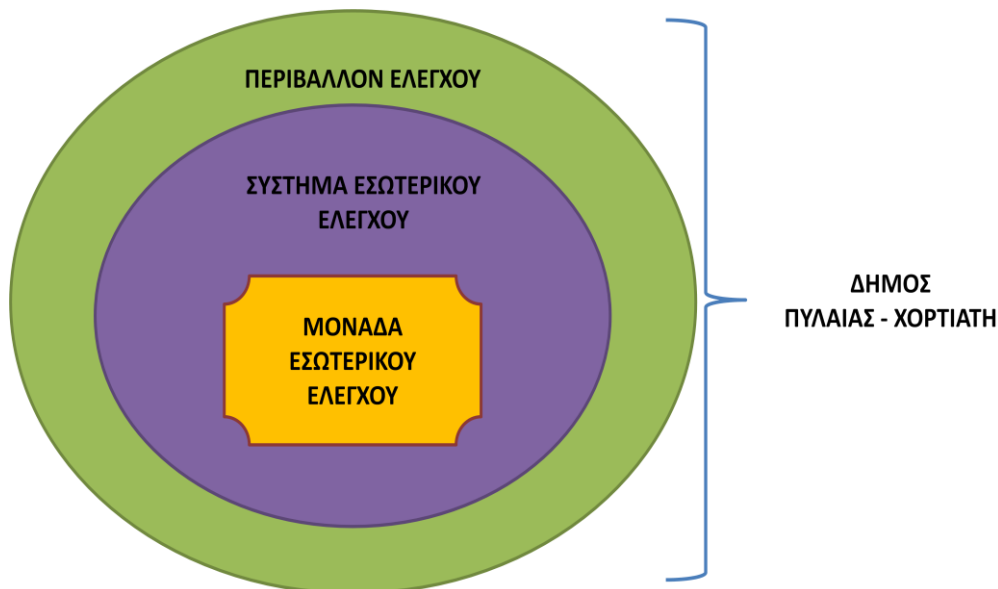 ΠΕΡΙΒΑΛΛΟΝ ΕΛΕΓΧΟΥ
ΣΥΣΤΗΜΑ ΕΣΩΤΕΡΙΚΟΥ
ΕΛΕΓΧΟΥ
ΜΟΝΑΔΑ
ΕΣΩΤΕΡΙΚΟΥ
ΕΛΕΓΧΟΥ
ΔΗΜΟΣ
ΠΥΛΑΙΑΣ - ΧΟΡΤΙΑΤΗ